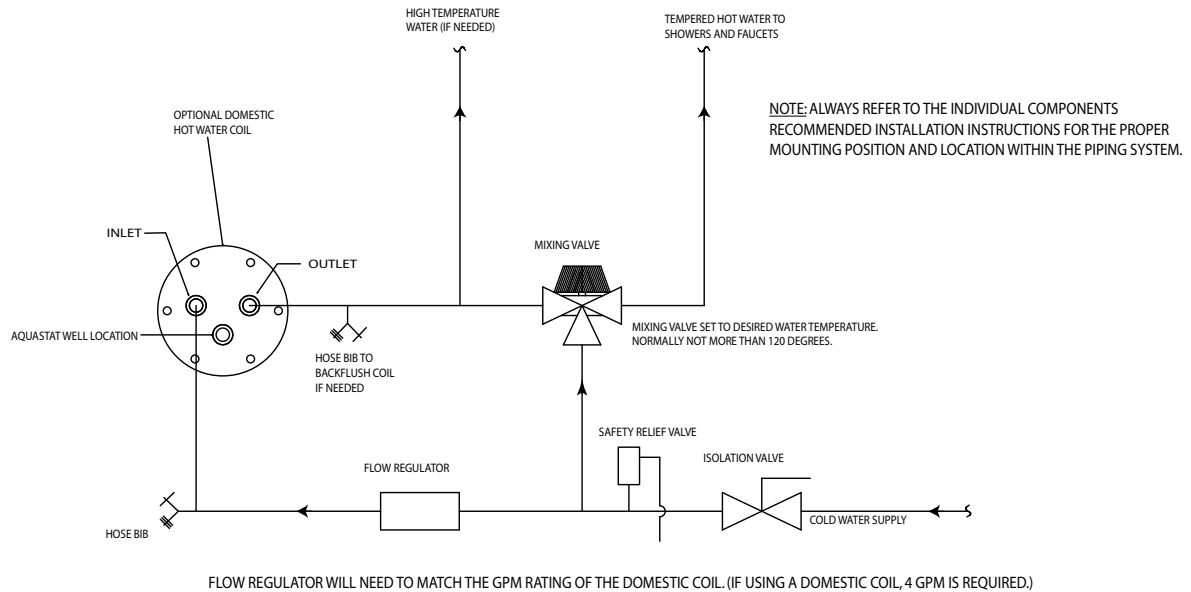 HIGH TEMPERATURE
WATER (IF NEEDED)
TEMPERED HOT WATER TO
SHOWERS AND FAUCETS
OPTIONAL DOMESTIC
HOT WATER COIL
NOTE: ALWAYS REFER TO THE INDIVIDUAL COMPONENTS
RECOMMENDED INSTALLATION INSTRUCTIONS FOR THE PROPER
MOUNTING POSITION AND LOCATION WITHIN THE PIPING SYSTEM.
INLET
OUTLET
MIXING VALVE
AQUASTAT WELL LOCATION
MIXING VALVE SET TO DESIRED WATER TEMPERATURE.
NORMALLY NOT MORE THAN 120 DEGREES.
HOSE BIB TO
BACKFLUSH COIL
IF NEEDED
SAFETY RELIEF VALVE
ISOLATION VALVE
FLOW REGULATOR
COLD WATER SUPPLY
HOSE BIB
FLOW REGULATOR WILL NEED TO MATCH THE GPM RATING OF THE DOMESTIC COIL. (IF USING A DOMESTIC COIL, 4 GPM IS REQUIRED.)